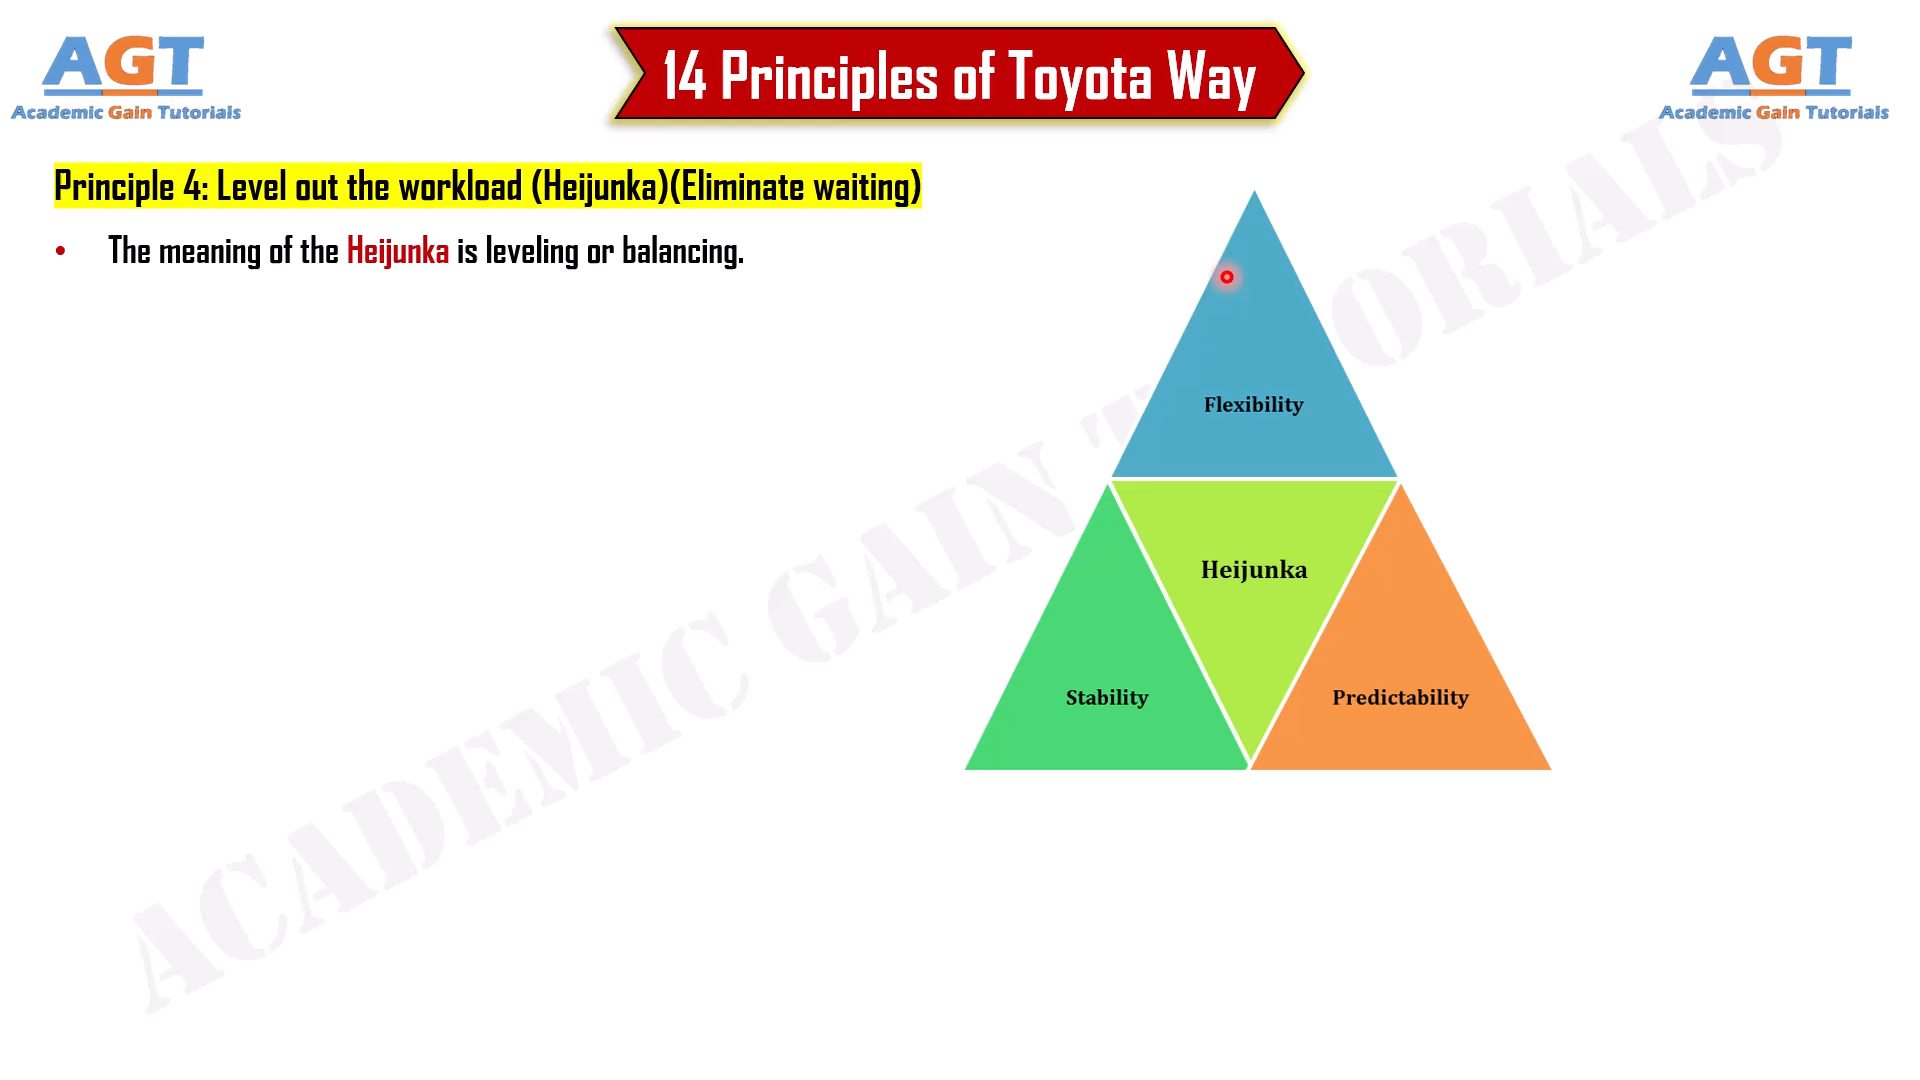 AGT
Academic Gain Tutorials
14 Principles of Toyota Way
AGT
Academic Gain Tutorials
Principle 4: Level out the workload (Heijunka)(Eliminate waiting)
• The meaning of the Heijunka is leveling or balancing.
Flexibility
Heijunka
Stability
Predictability
ACADEMIC GAIN T ORIALS